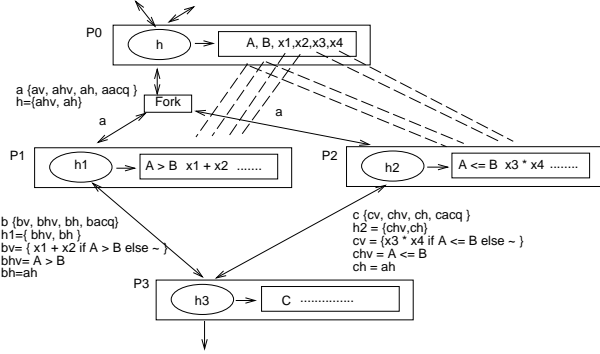 P0
h
A, B, x1,x2,x3,x4
a {av, ahv, ah, aacq }
h={ahv, ah}
Fork
a
a
P1
h1
A > B x1 + x2 .......
P2
h2
A <= B x3 * x4 ........
b {bv, bhv, bh, bacq}
h1={ bhv, bh }
bv= { x1 + x2 if A > B else ~ }
bhv= A > B
bh=ah
c {cv, chv, ch, cacq }
h2 = {chv,ch}
cv = {x3 * x4 if A <= B else ~ }
chv = A <= B
ch = ah
P3
h3
C ...............